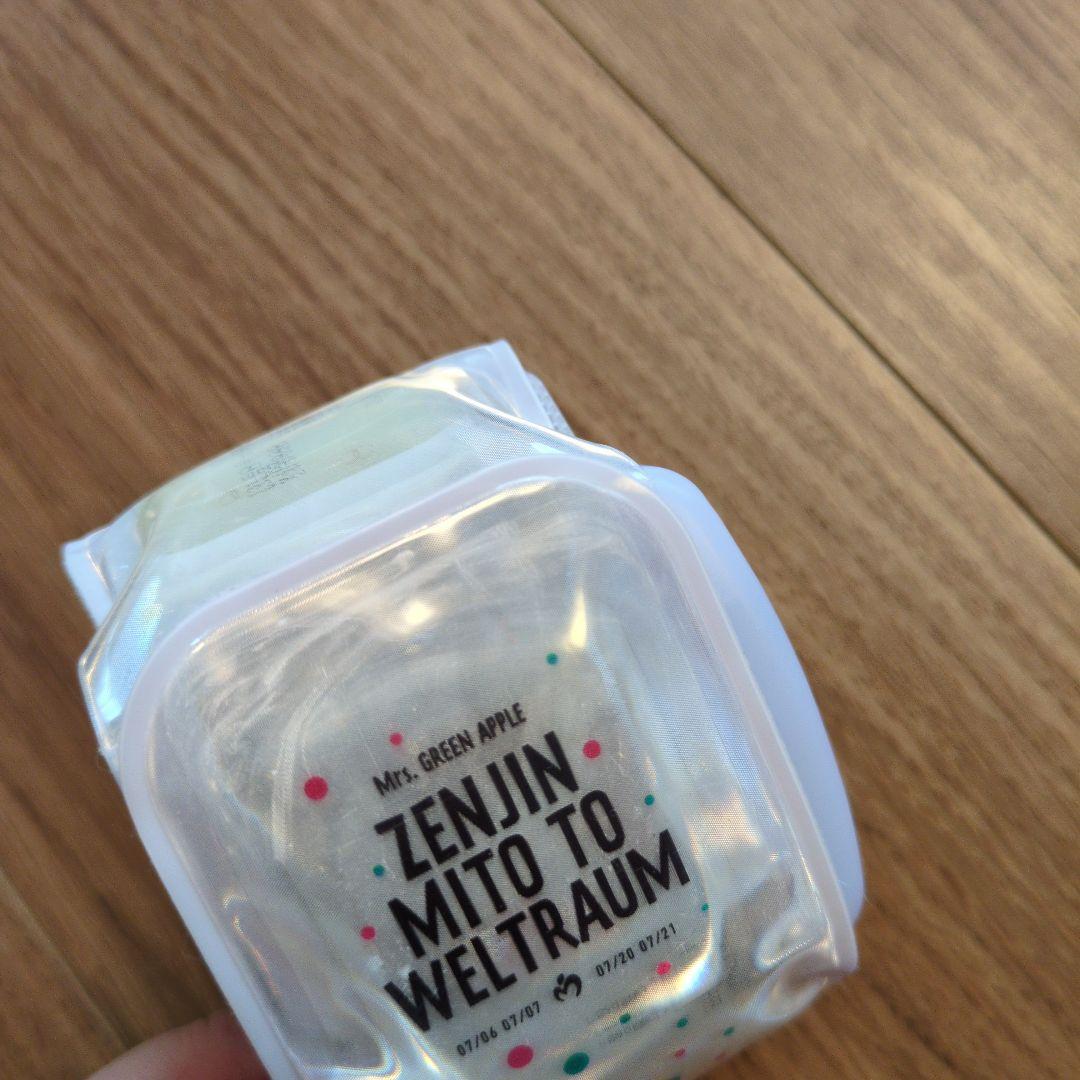 Mrs. GREEN APPLE
ZENJIN
MITO TO
WELTRAUM
07/06 07/07 07/20 07/21